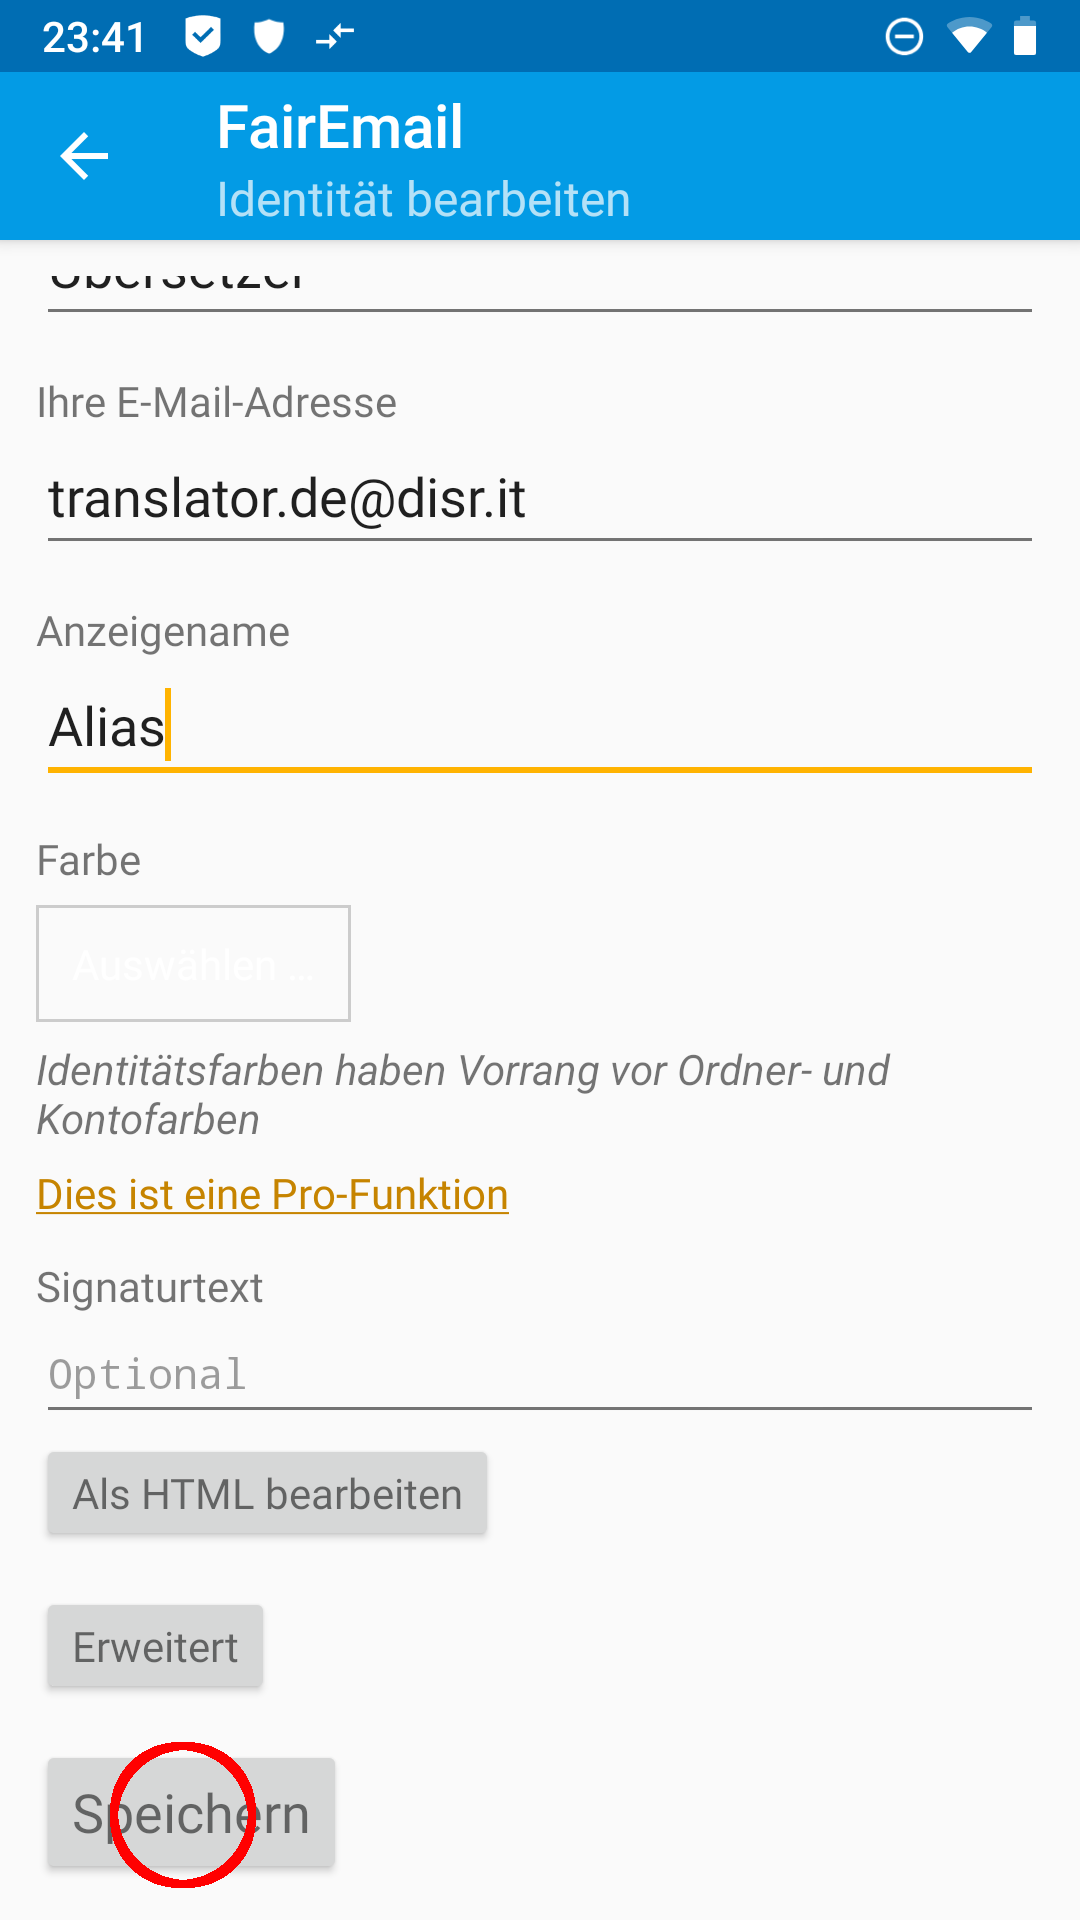 23:41
FairEmail
Identität bearbeiten
Übersetzer
Ihre E-Mail-Adresse
translator.de@disr.it
Anzeigename
Alias
Farbe
Auswählen ...
Identitätsfarben haben Vorrang vor Ordner- und
Kontofarben
Dies ist eine Pro-Funktion
Signaturtext
Optional
Als HTML bearbeiten
Erweitert
Speichern